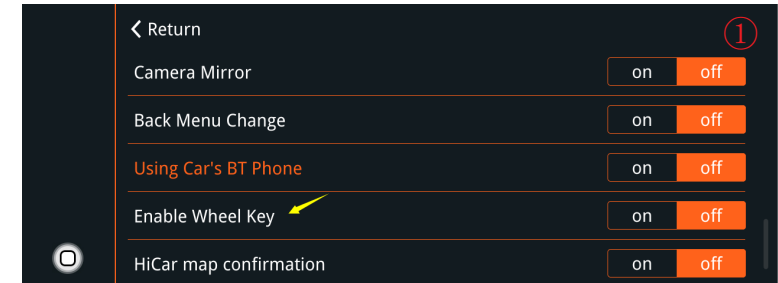 Return
①
Camera Mirror on off
Back Menu Change on off
Using Car's BT Phone on off
Enable Wheel Key on off
HiCar map confirmation on off